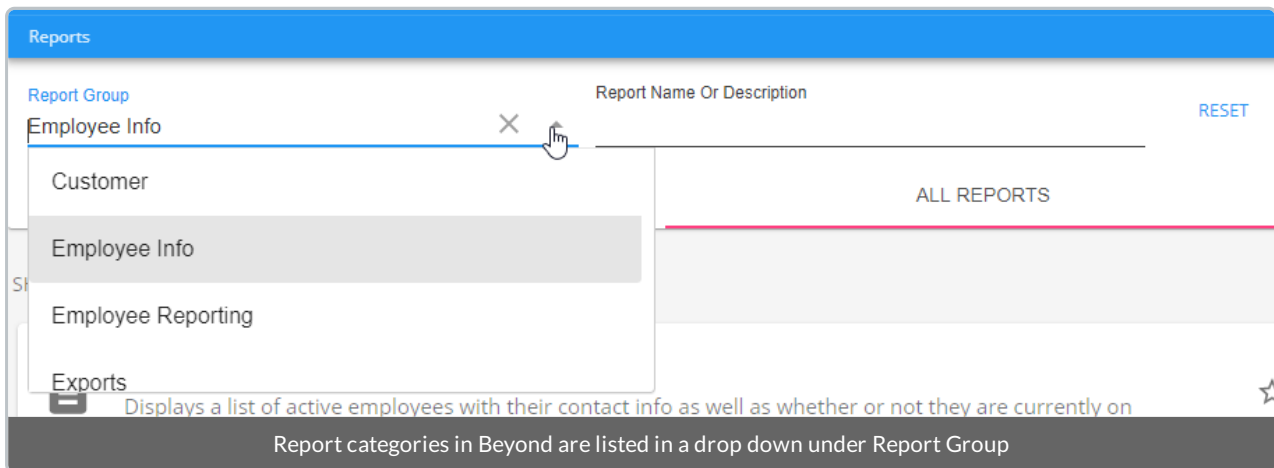 Reports
Report Group
Report Name Or Description
Employee Info
RESET
Customer
ALL REPORTS
Employee Info
Employee Reporting
Exports
Displays a list of active employees with their contact info as well as whether or not they are currently on
Report categories in Beyond are listed in a drop down under Report Group